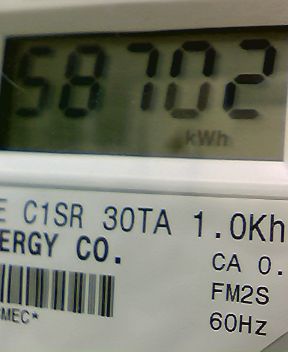 58702
kWh
E C1SR 30TA 1.0Kh
ERGY CO.
CA 0.
FM2S
MEC*
60Hz